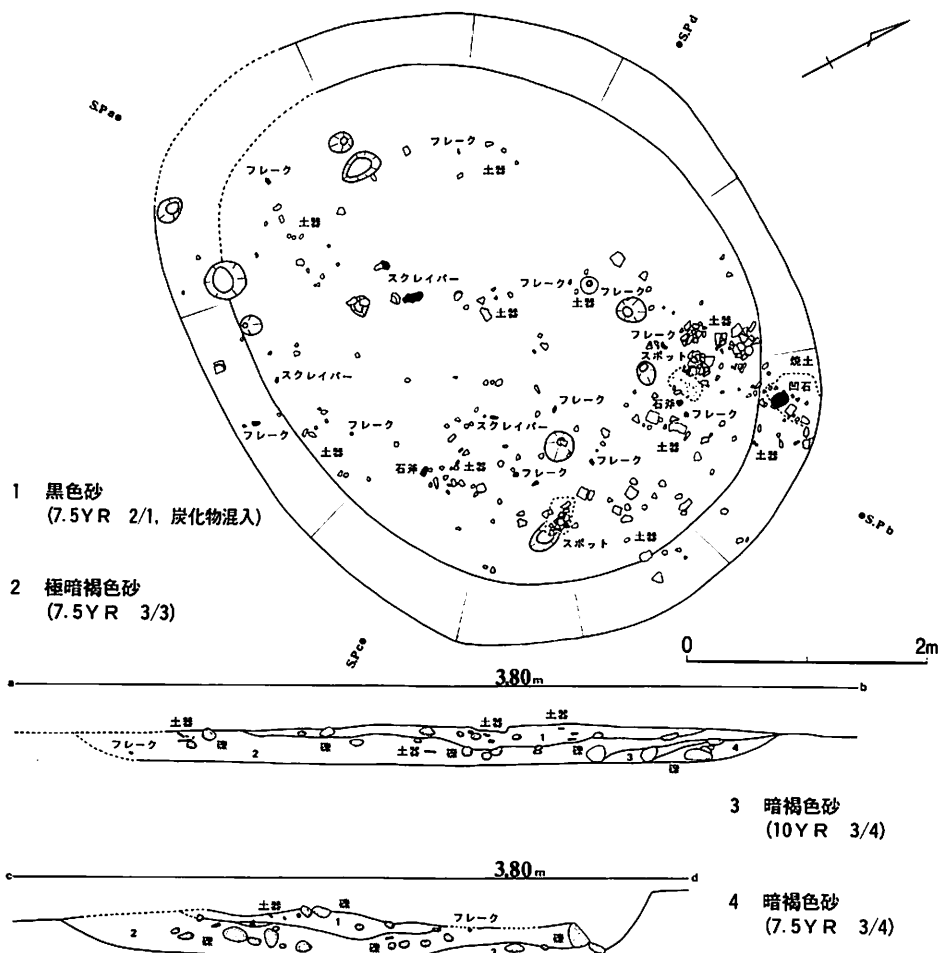 S.Pd
S.Pa
フレーク
フレーク
土器
土器
スクレイパー
フレーク
土器
フレーク
土器
フレーク
土器
スポット
焼土
凹石
スクレイパー
石斧
フレーク
フレーク
土器
フレーク
フレーク
スクレイパー
土器
土器
石斧
土器
フレーク
フレーク
スポット
土器
S.Pb
S.Pc
1 黒色砂
(7.5YR 2/1, 炭化物混入)
2 極暗褐色砂
(7.5YR 3/3)
0 2m
a 3.80m b
土器
土器
土器
フレーク
礫
2
礫
土器
礫
1
礫
3
4
礫
3 暗褐色砂
(10YR 3/4)
c 3.80m d
土器
礫
1
フレーク
2
礫
礫
3
礫
4 暗褐色砂
(7.5YR 3/4)